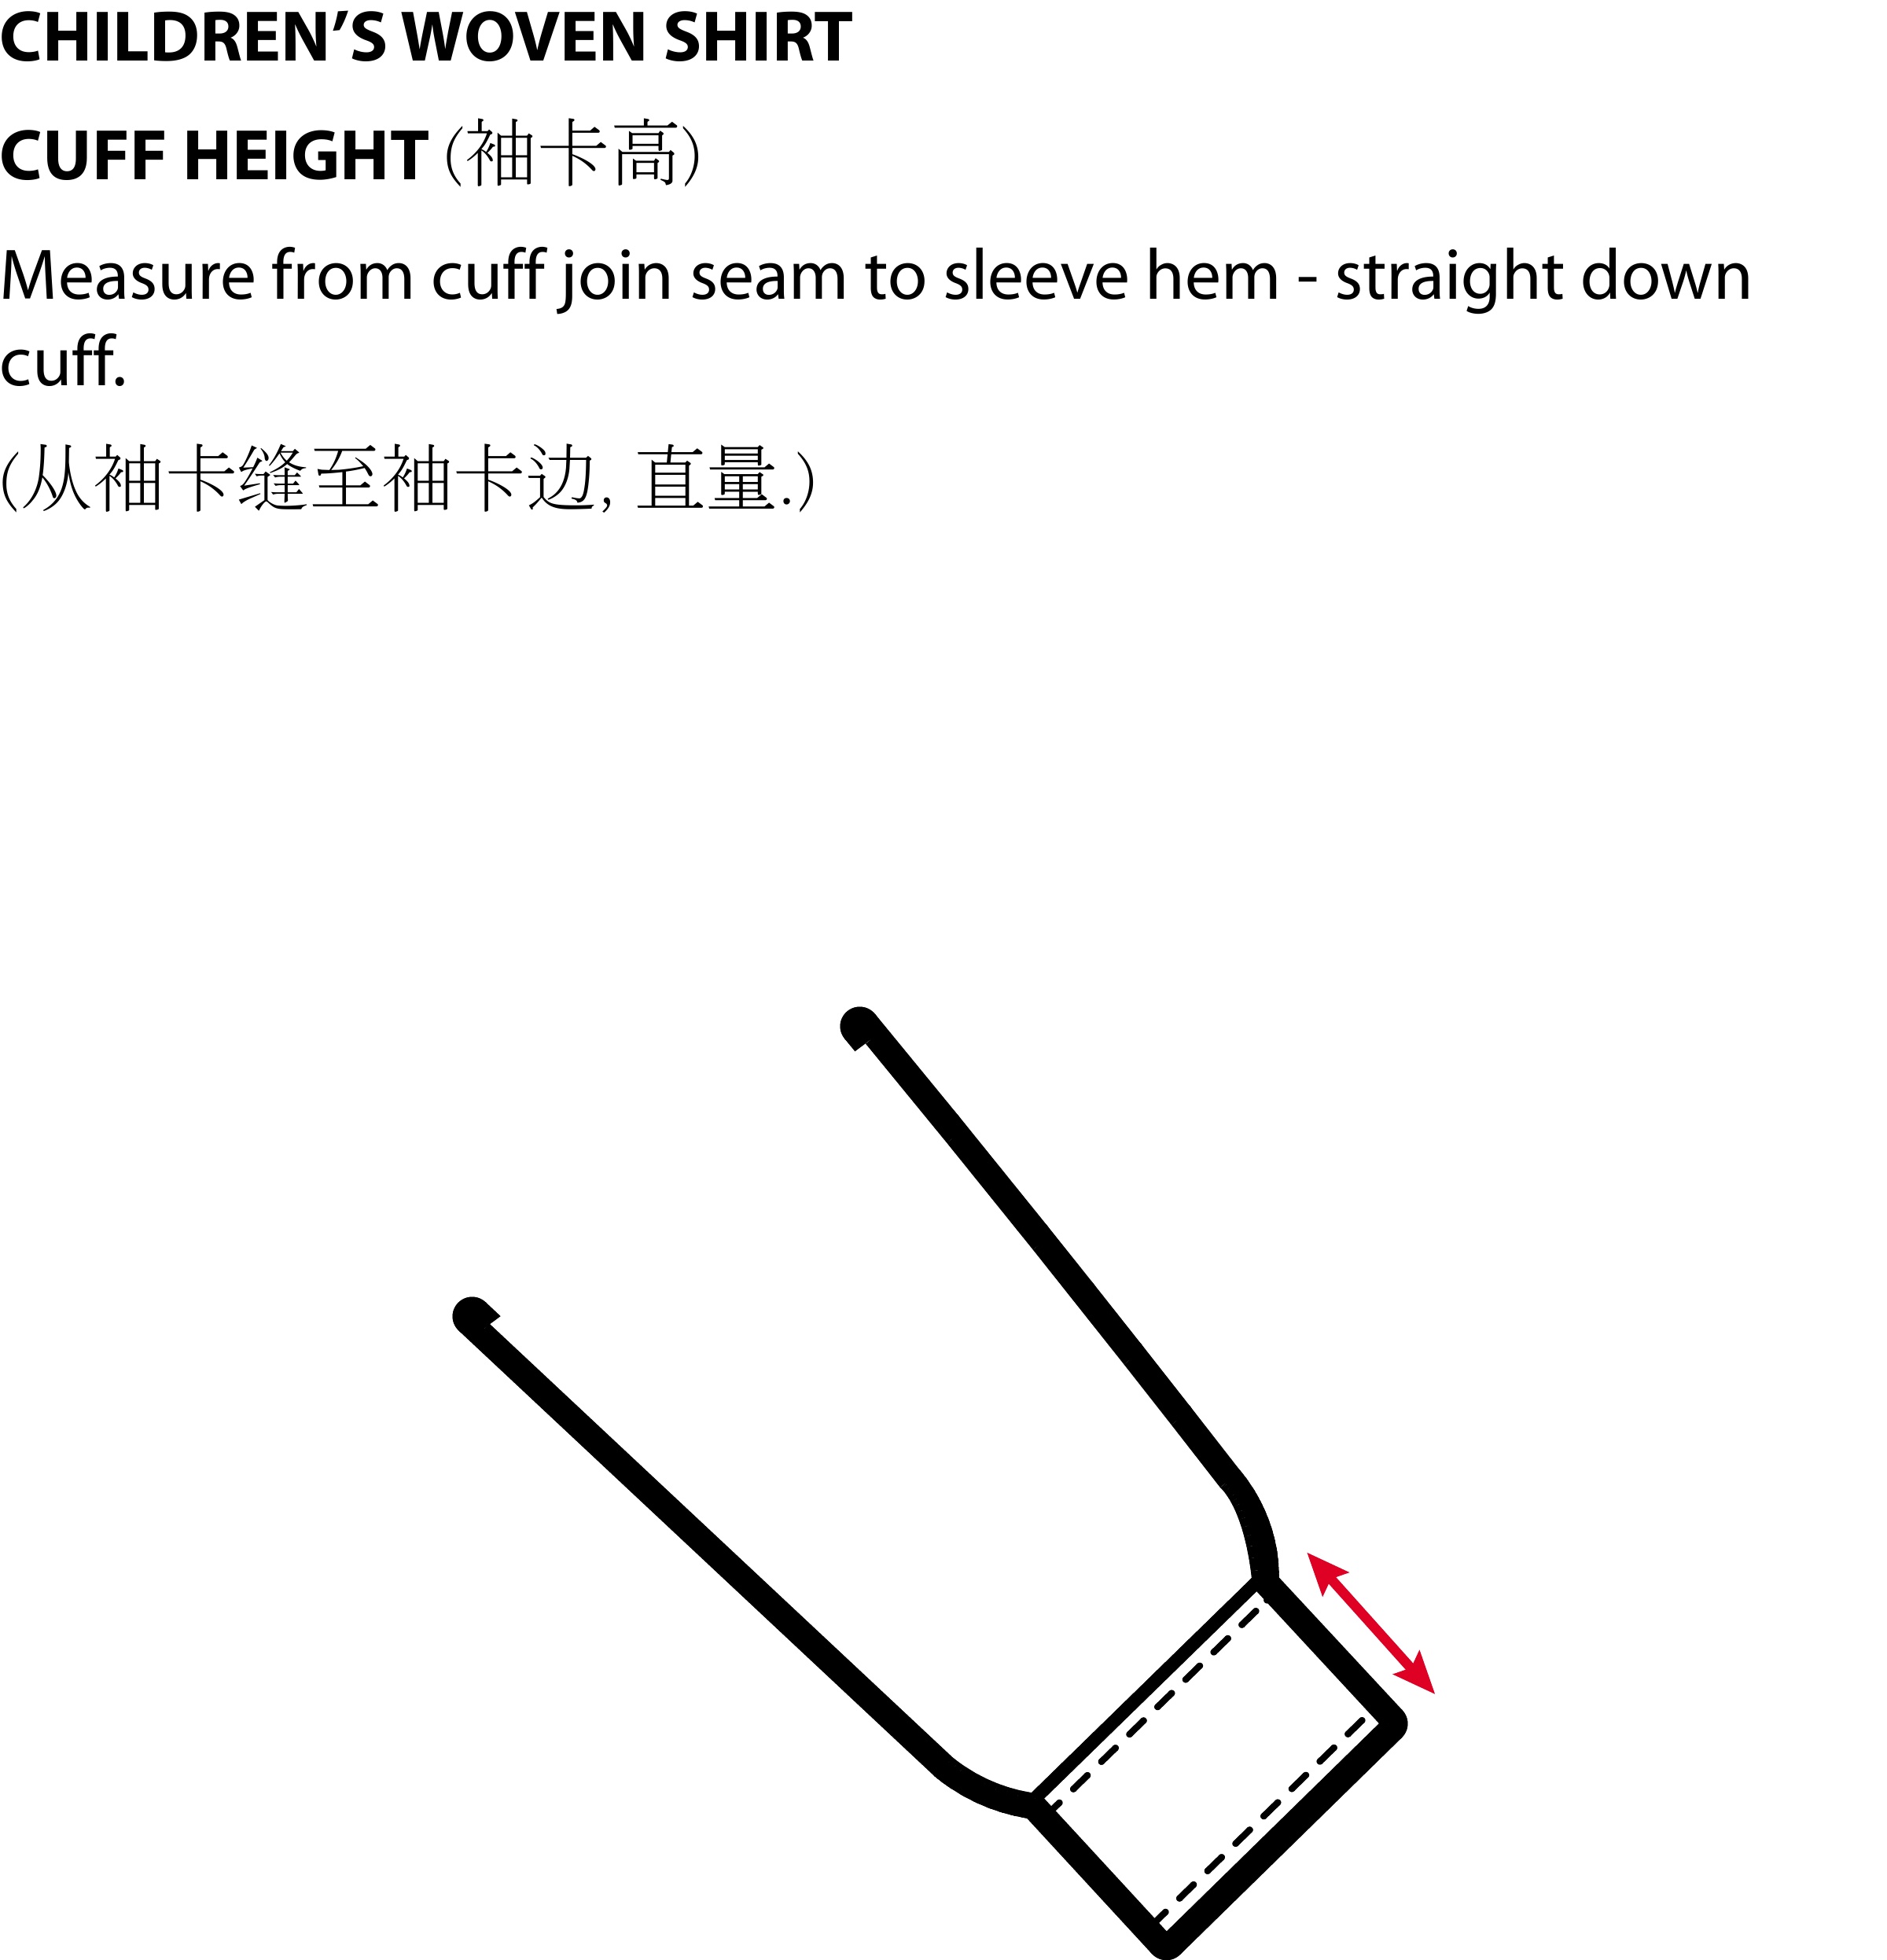 CHILDREN´S WOVEN SHIRT
CUFF HEIGHT (袖卡高)
Measure from cuff join seam to sleeve hem - straight down
cuff.
(从袖卡缝至袖卡边, 直量.)